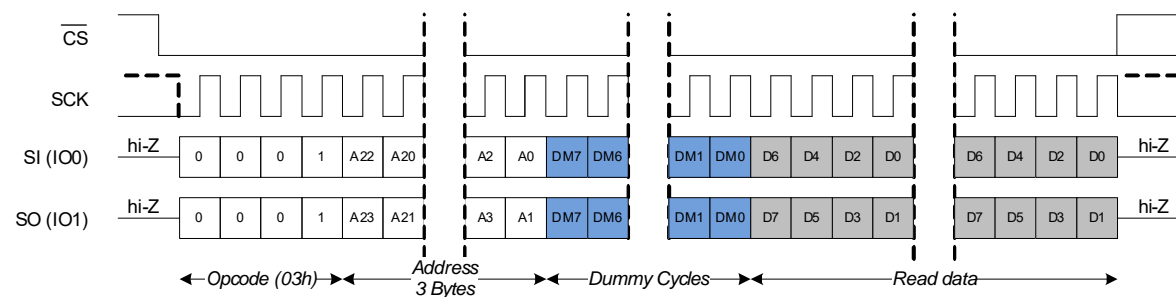 CS
SCK
SI (IO0) hi-Z 0 0 0 1 A22 A20 A2 A0 DM7 DM6 DM1 DM0 D6 D4 D2 D0 D6 D4 D2 D0 hi-Z
SO (IO1) hi-Z 0 0 0 1 A23 A21 A3 A1 DM7 DM6 DM1 DM0 D7 D5 D3 D1 D7 D5 D3 D1 hi-Z
Opcode (03h) Address Dummy Cycles Read data
3 Bytes